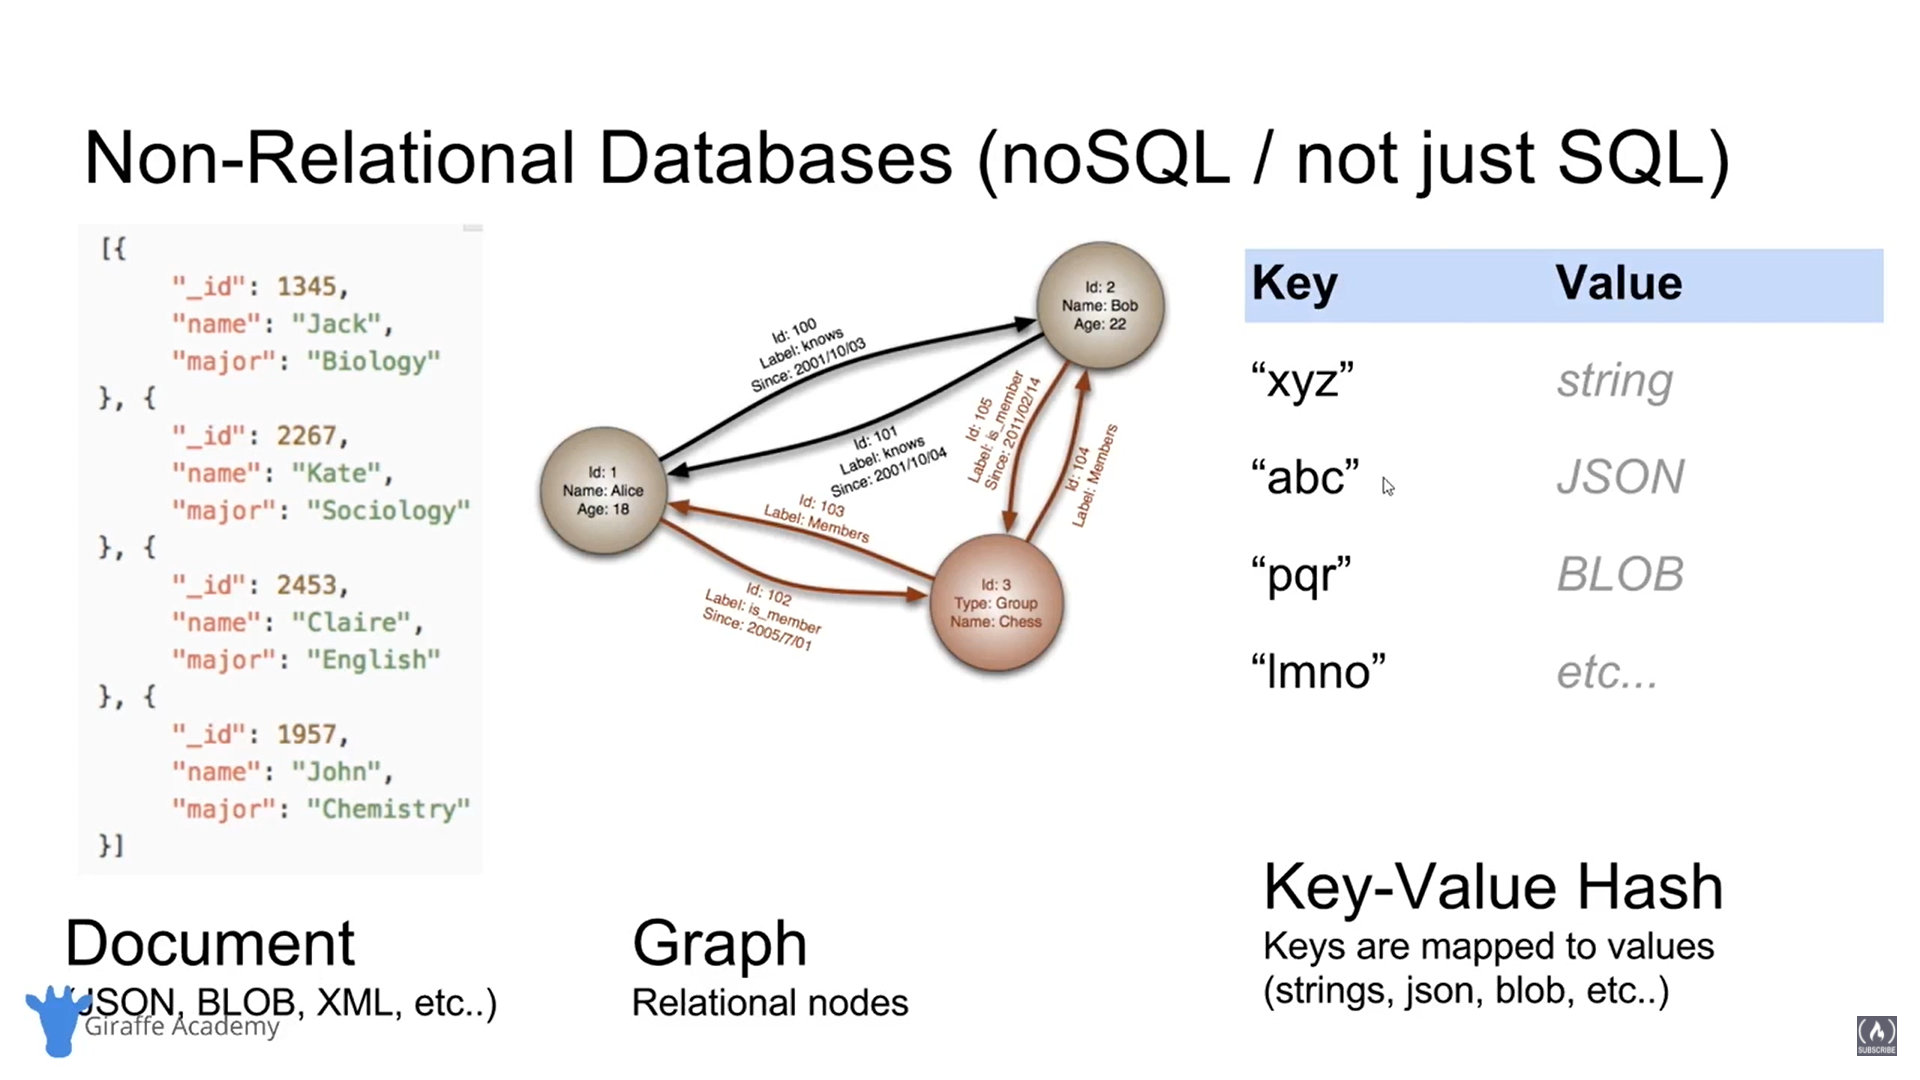 Non-Relational Databases (noSQL / not just SQL)
[{
"_id": 1345,
"name": "Jack",
"major": "Biology"
}, {
"_id": 2267,
"name": "Kate",
"major": "Sociology"
}, {
"_id": 2453,
"name": "Claire",
"major": "English"
}, {
"_id": 1957,
"name": "John",
"major": "Chemistry"
}]
Document
(JSON, BLOB, XML, etc..)
Giraffe Academy
Id: 1
Name: Alice
Age: 18
Id: 100
Label: knows
Since: 2001/10/03
Id: 2
Name: Bob
Age: 22
Id: 101
Label: knows
Since: 2001/10/04
Id: 105
Label: is_member
Since: 2011/02/14
Id: 104
Label: Members
Id: 103
Label: Members
Id: 102
Label: is_member
Since: 2005/7/01
Id: 3
Type: Group
Name: Chess
Graph
Relational nodes
Key Value
“xyz” string
“abc” JSON
“pqr” BLOB
“lmno” etc...
Key-Value Hash
Keys are mapped to values
(strings, json, blob, etc..)
SUBSCRIBE